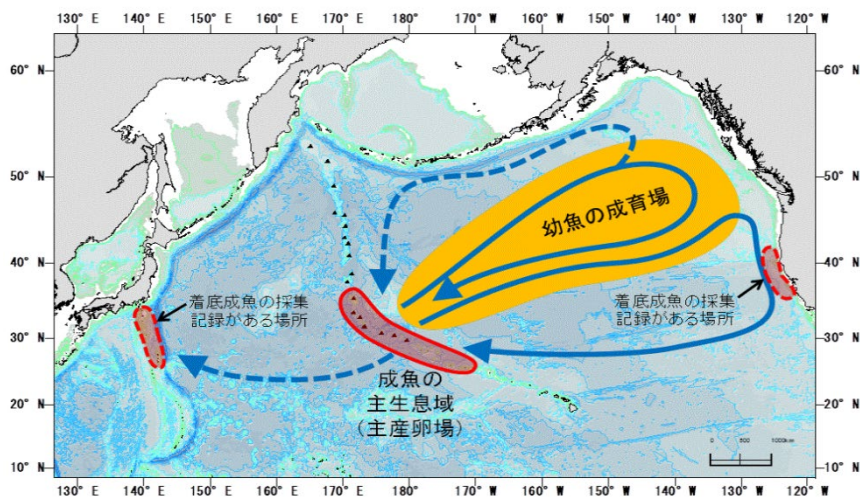 130° E 140° E 150° E 160° E 170° E 180° 170° W 160° W 150° W 140° W 130° W 120° W
60° N 60° N
50° N 50° N
幼魚の成育場
40° N 40° N
着底成魚の採集
記録がある場所
着底成魚の採集
記録がある場所
30° N 30° N
成魚の
主生息域
(主産卵場)
20° N 20° N
0 500 1000km
10° N 10° N
130° E 140° E 150° E 160° E 170° E 180° 170° W 160° W 150° W 140° W 130° W 120° W